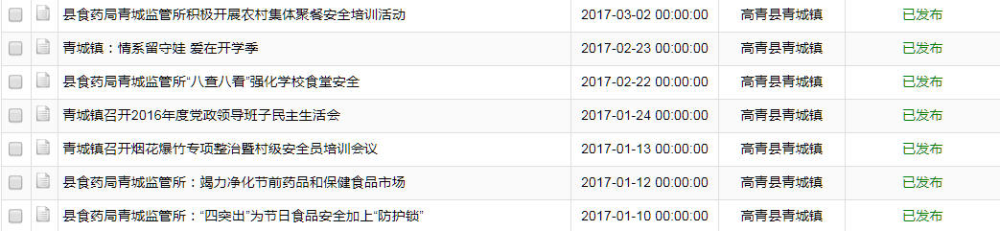 县食药局青城监管所积极开展农村集体聚餐安全培训活动 2017-03-02 00:00:00 高青县青城镇 已发布
青城镇：情系留守娃 爱在开学季 2017-02-23 00:00:00 高青县青城镇 已发布
县食药局青城监管所“八查八看”强化学校食堂安全 2017-02-22 00:00:00 高青县青城镇 已发布
青城镇召开2016年度党政领导班子民主生活会 2017-01-24 00:00:00 高青县青城镇 已发布
青城镇召开烟花爆竹专项整治暨村级安全员培训会议 2017-01-13 00:00:00 高青县青城镇 已发布
县食药局青城监管所：竭力净化节前药品和保健食品市场 2017-01-12 00:00:00 高青县青城镇 已发布
县食药局青城监管所：“四突出”为节日食品安全加上“防护锁” 2017-01-10 00:00:00 高青县青城镇 已发布